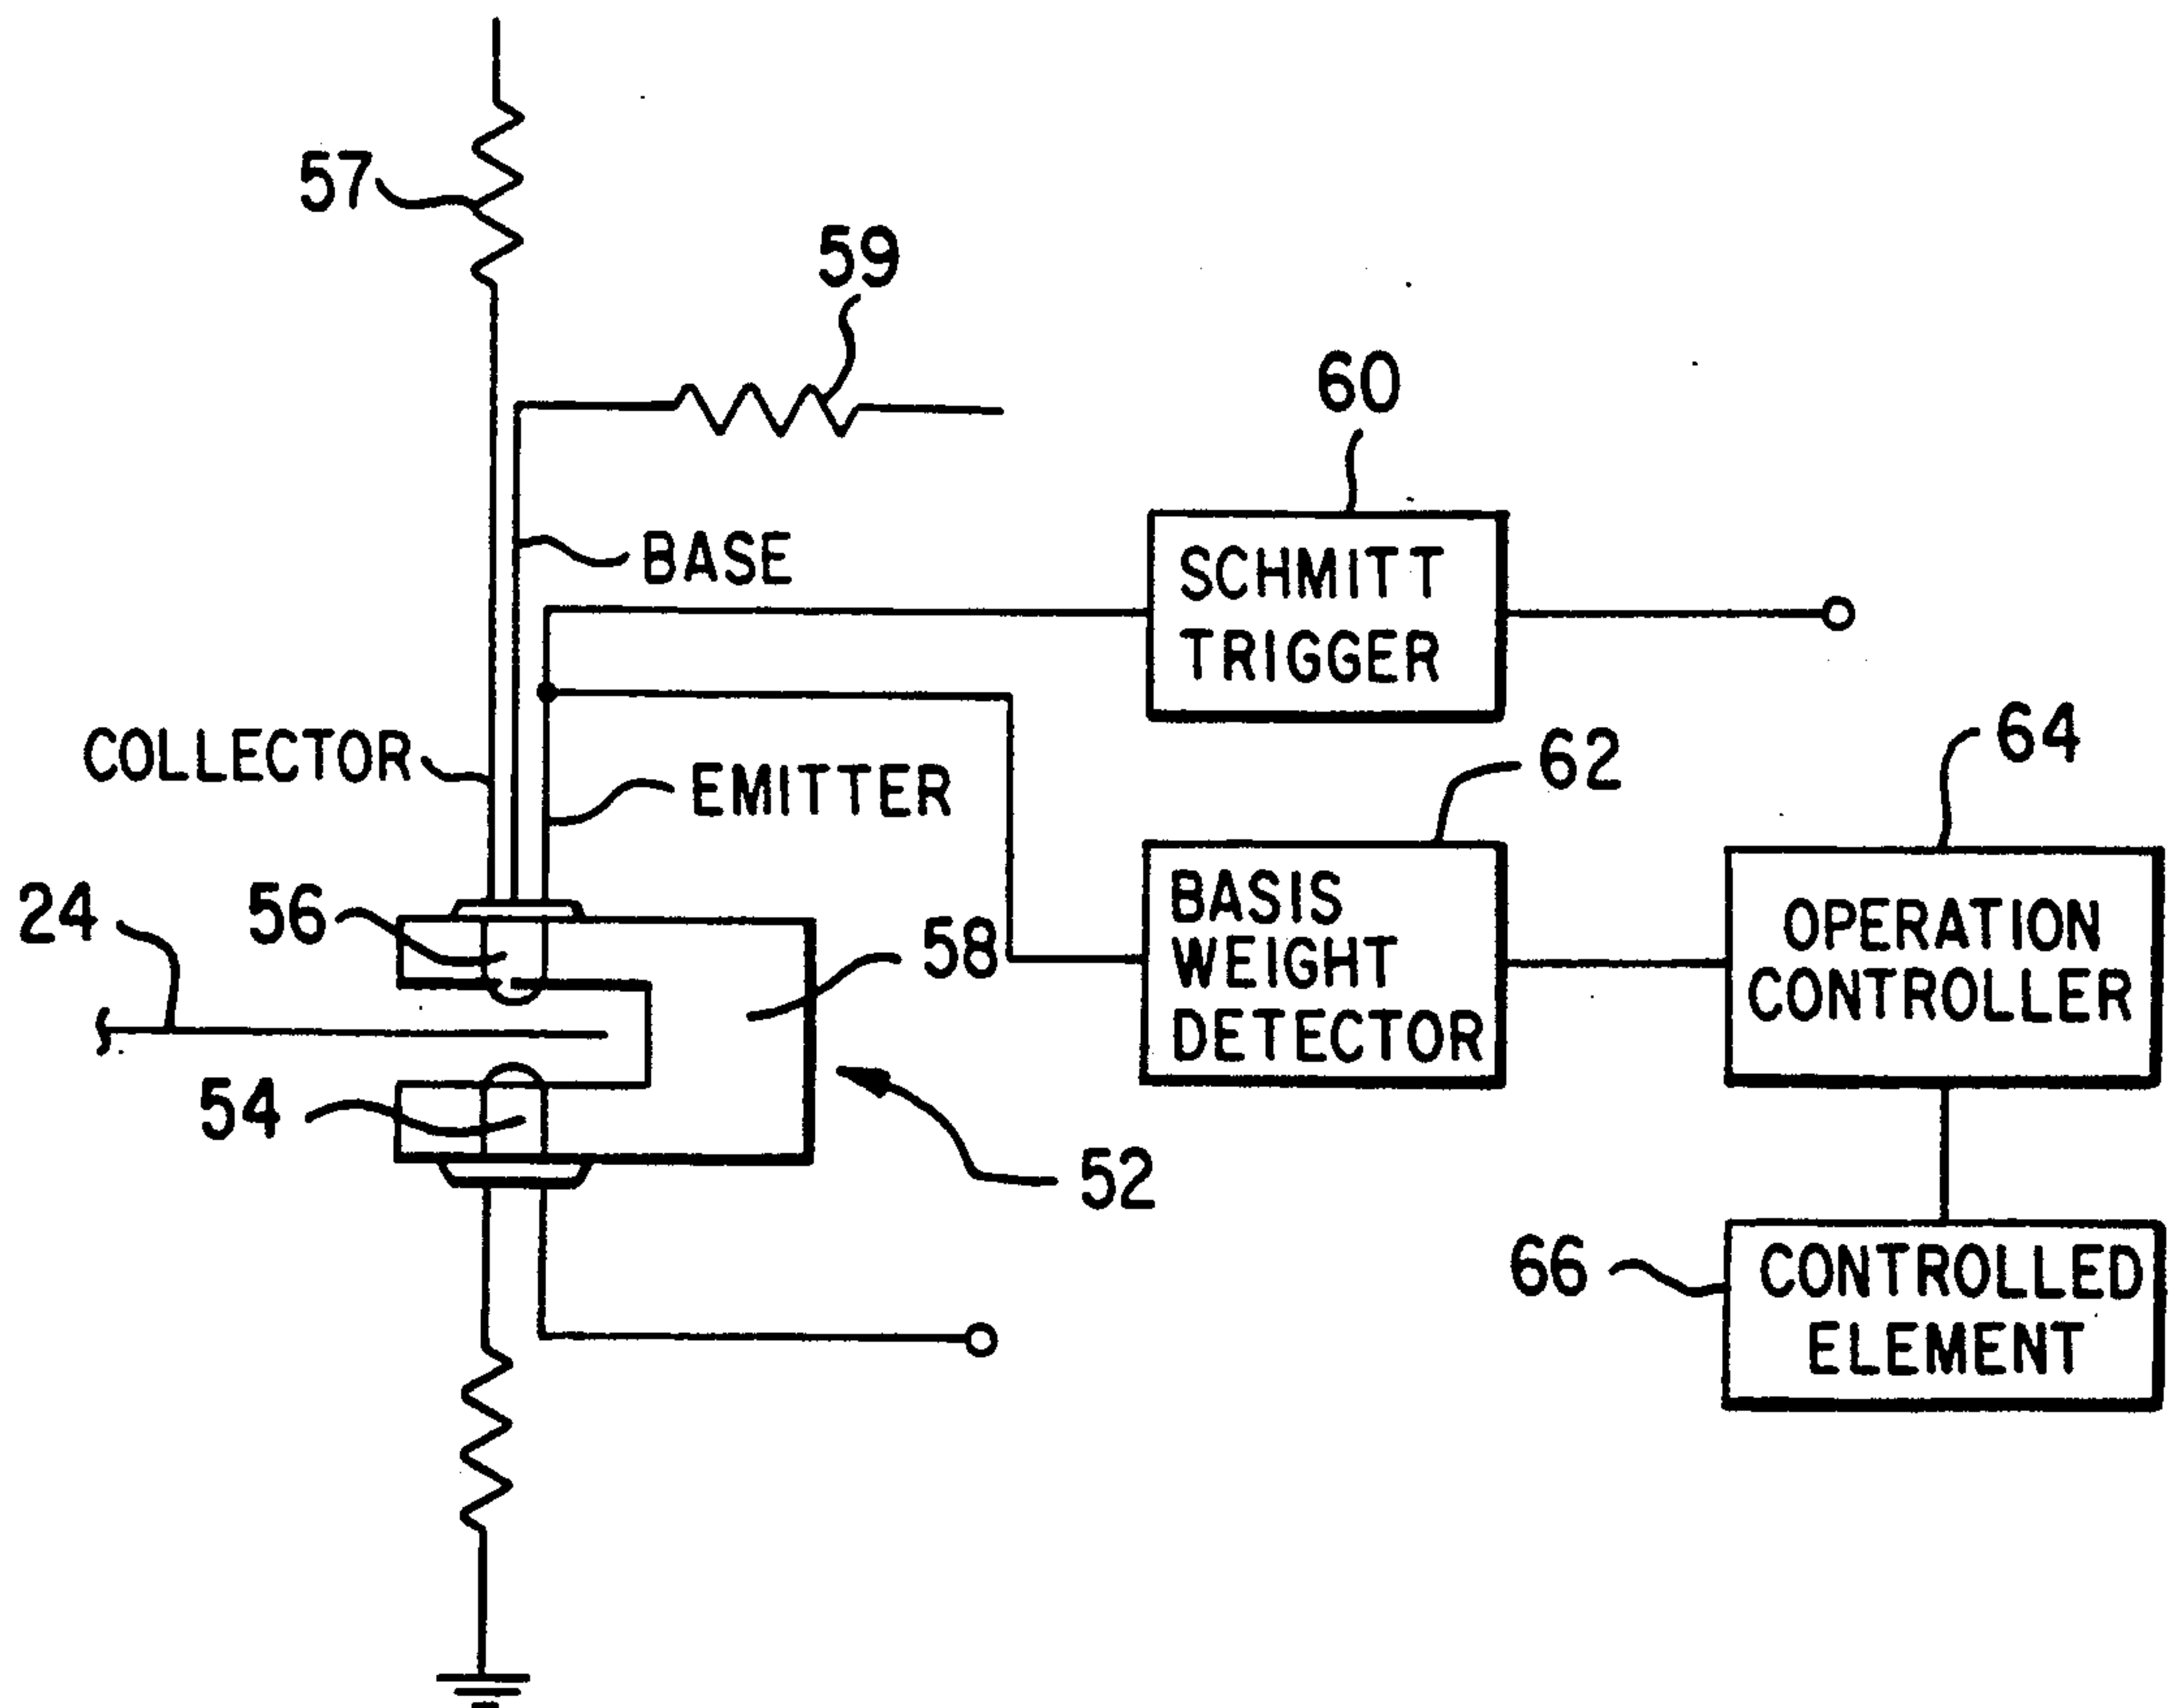 57
59
60
BASE
SCHMITT
TRIGGER
COLLECTOR
EMITTER
62
64
24
56
58
BASIS
WEIGHT
DETECTOR
OPERATION
CONTROLLER
54
52
66
CONTROLLED
ELEMENT